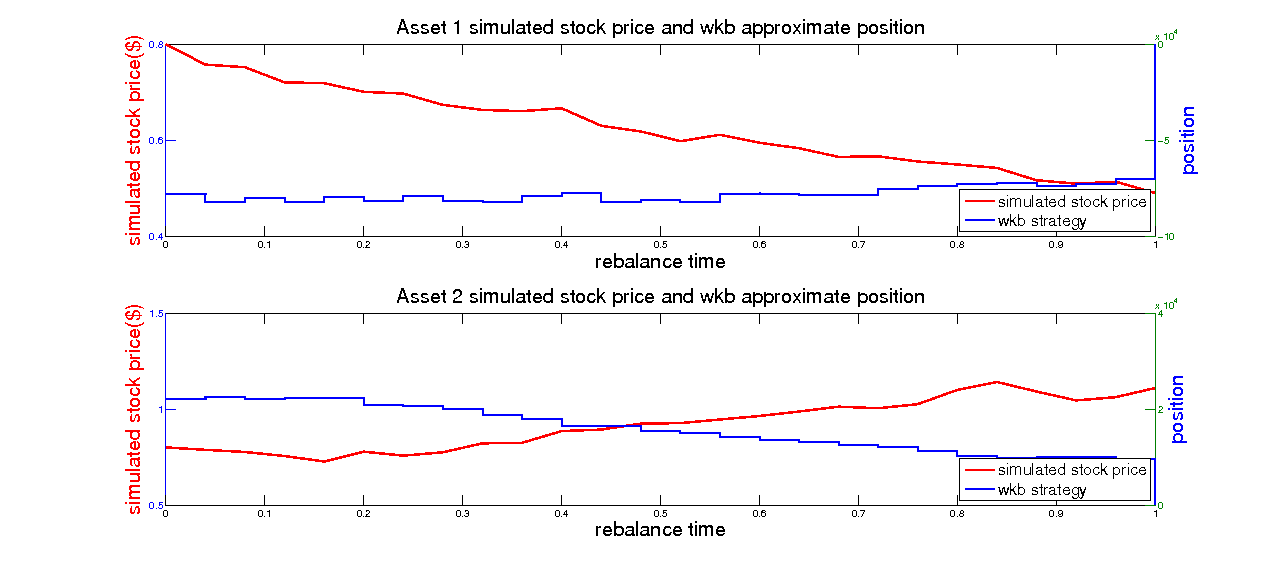 Asset 1 simulated stock price and wkb approximate position
x 10^4
simulated stock price($)
0.8
0.6
0.4
0
-5
-10
position
simulated stock price
wkb strategy
0 0.1 0.2 0.3 0.4 0.5 0.6 0.7 0.8 0.9 1
rebalance time
Asset 2 simulated stock price and wkb approximate position
x 10^4
simulated stock price($)
1.5
1
0.5
4
2
0
position
simulated stock price
wkb strategy
0 0.1 0.2 0.3 0.4 0.5 0.6 0.7 0.8 0.9 1
rebalance time